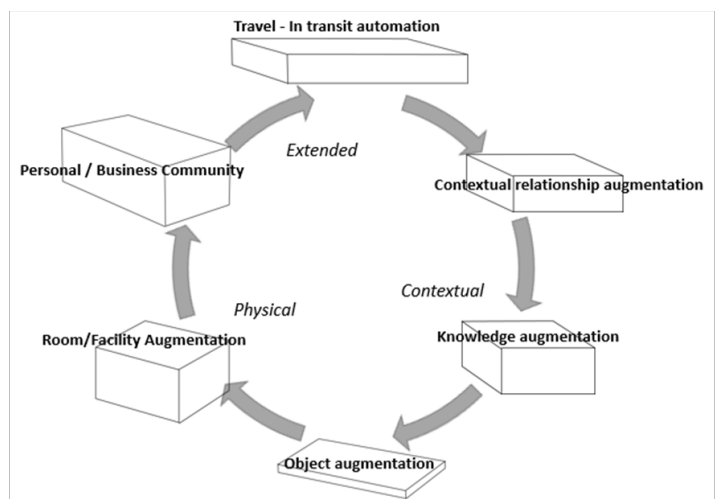 Travel - In transit automation
Extended
Personal / Business Community
Contextual relationship augmentation
Contextual
Physical
Room/Facility Augmentation
Knowledge augmentation
Object augmentation